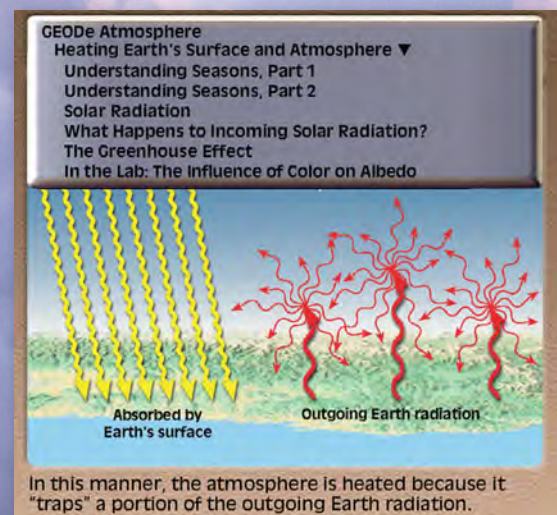 GEODe Atmosphere
Heating Earth's Surface and Atmosphere ▼
Understanding Seasons, Part 1
Understanding Seasons, Part 2
Solar Radiation
What Happens to Incoming Solar Radiation?
The Greenhouse Effect
In the Lab: The Influence of Color on Albedo
Absorbed by
Earth's surface
Outgoing Earth radiation
In this manner, the atmosphere is heated because it
"traps" a portion of the outgoing Earth radiation.